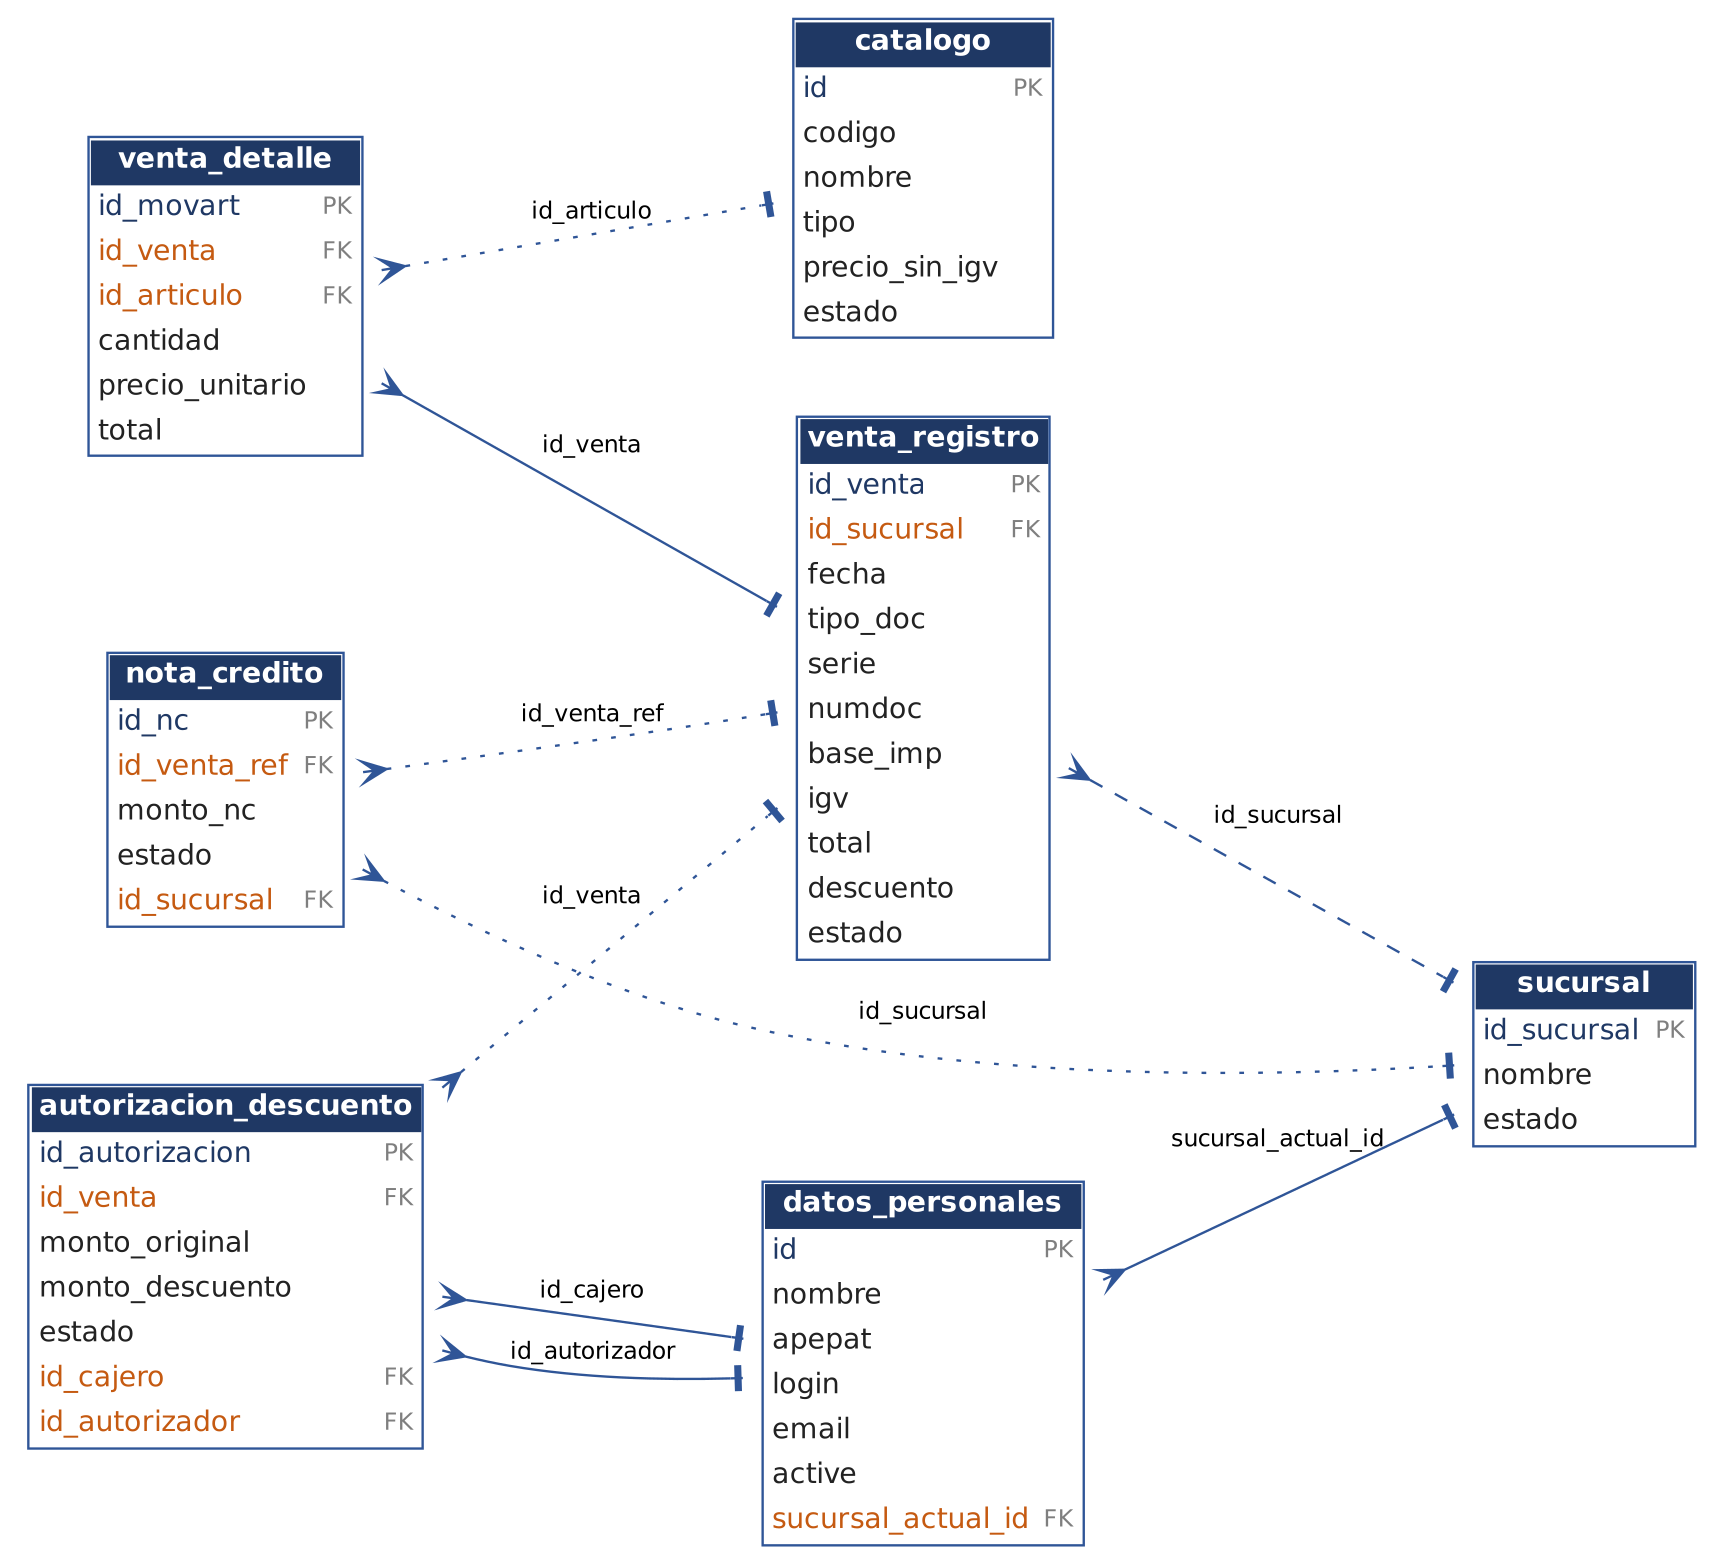 catalogo
id PK
codigo
nombre
tipo
precio_sin_igv
estado
venta_detalle
id_movart PK
id_venta FK
id_articulo FK
cantidad
precio_unitario
total
id_articulo
id_venta
venta_registro
id_venta PK
id_sucursal FK
fecha
tipo_doc
serie
numdoc
base_imp
igv
total
descuento
estado
nota_credito
id_nc PK
id_venta_ref FK
monto_nc
estado
id_sucursal FK
id_venta_ref
id_venta
id_sucursal
id_sucursal
sucursal
id_sucursal PK
nombre
estado
autorizacion_descuento
id_autorizacion PK
id_venta FK
monto_original
monto_descuento
estado
id_cajero FK
id_autorizador FK
id_cajero
id_autorizador
sucursal_actual_id
datos_personales
id PK
nombre
apepat
login
email
active
sucursal_actual_id FK